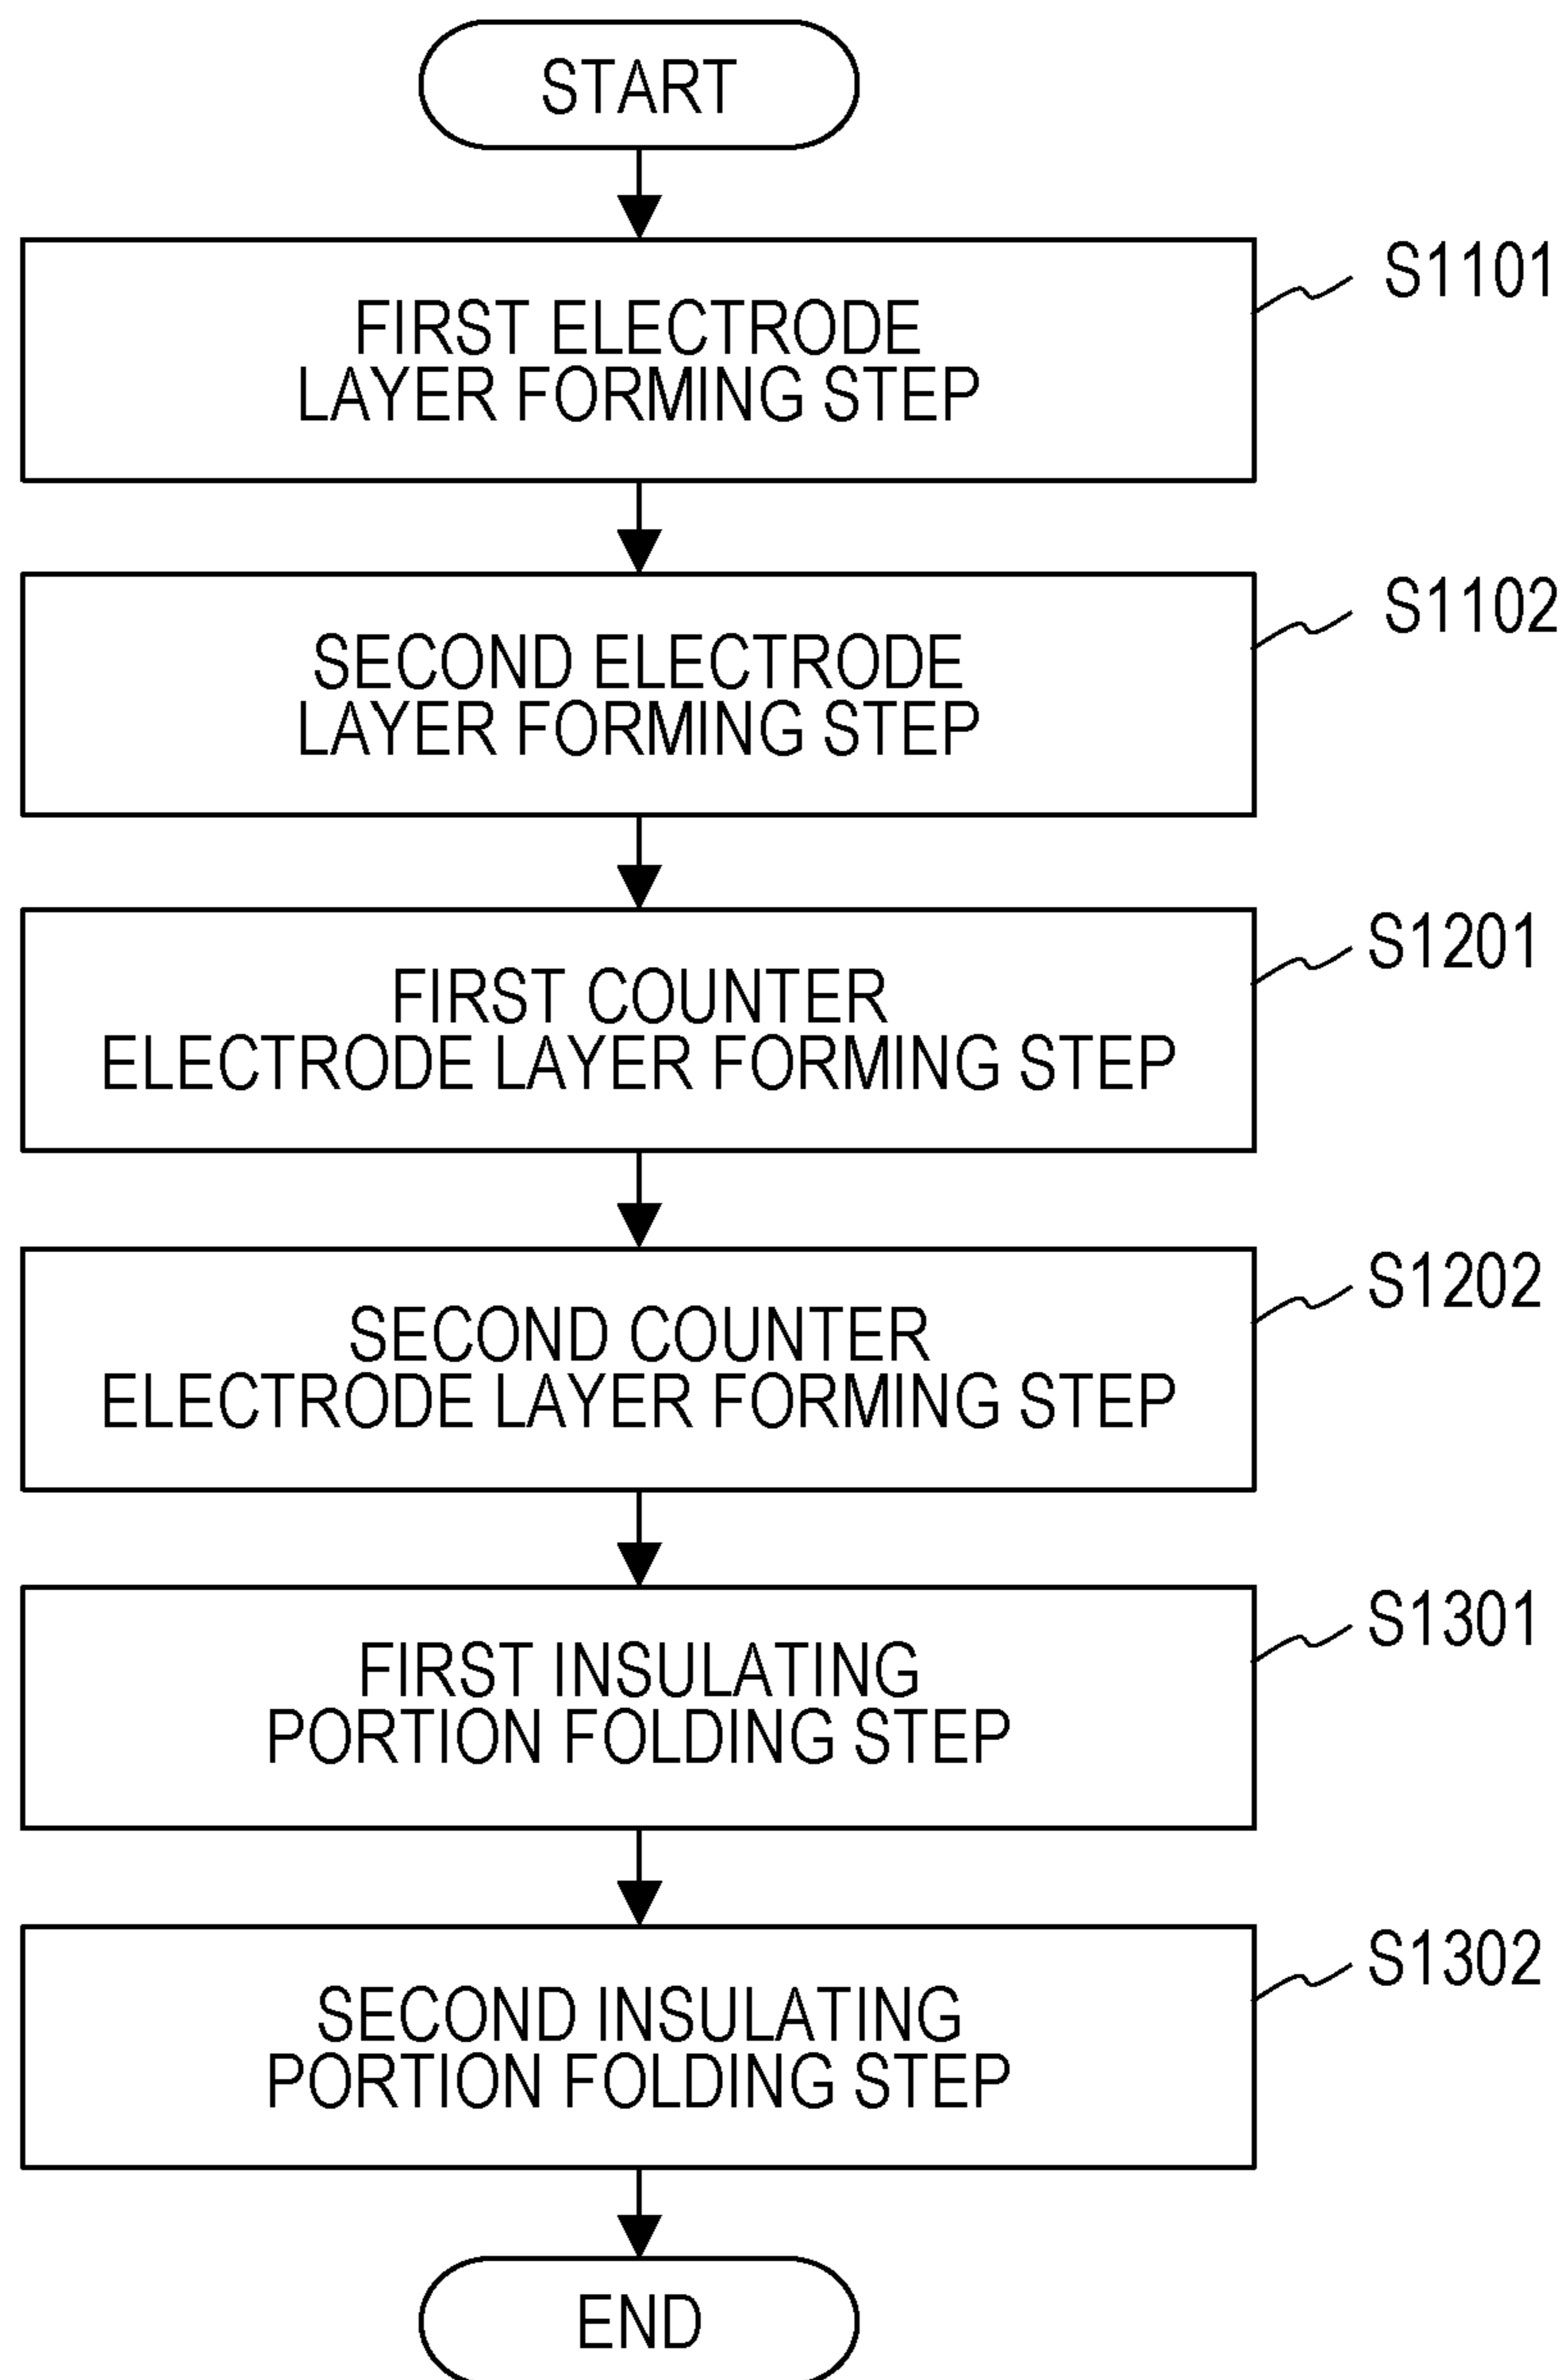 START
FIRST ELECTRODE
LAYER FORMING STEP
S1101
SECOND ELECTRODE
LAYER FORMING STEP
S1102
FIRST COUNTER
ELECTRODE LAYER FORMING STEP
S1201
SECOND COUNTER
ELECTRODE LAYER FORMING STEP
S1202
FIRST INSULATING
PORTION FOLDING STEP
S1301
SECOND INSULATING
PORTION FOLDING STEP
S1302
END